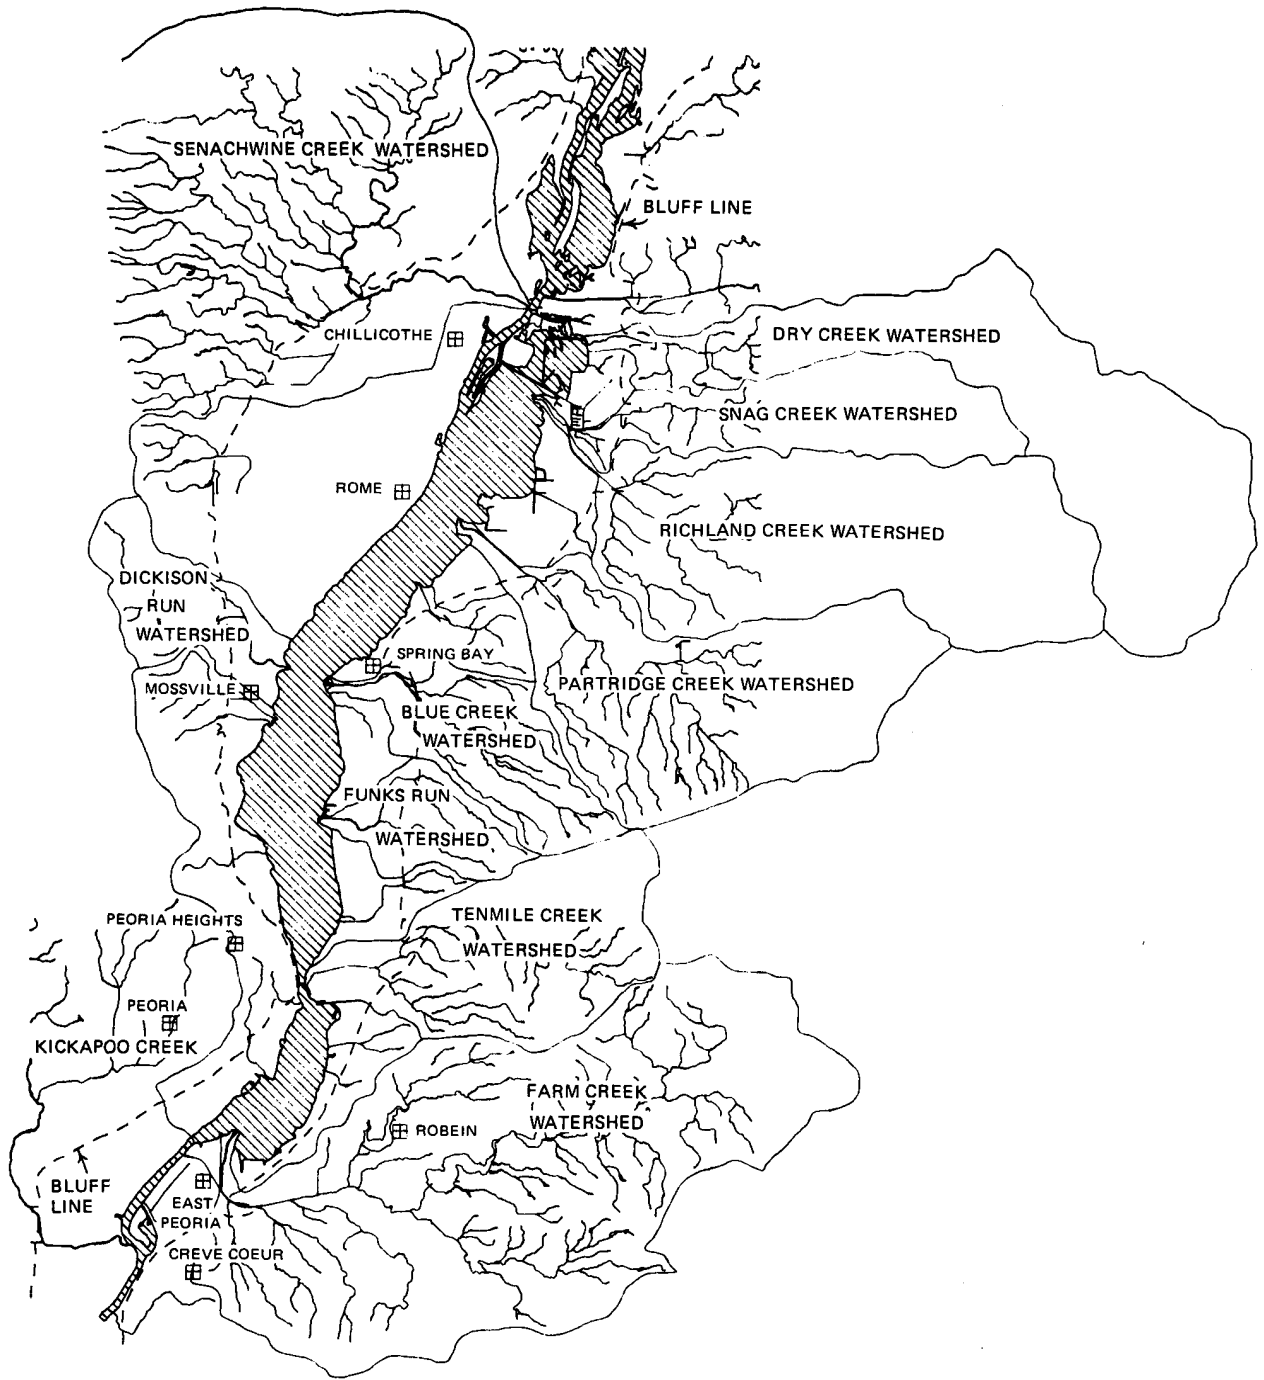 SENACHWINE CREEK WATERSHED
BLUFF LINE
CHILLICOTHE
DRY CREEK WATERSHED
SNAG CREEK WATERSHED
ROME
RICHLAND CREEK WATERSHED
DICKISON
RUN
WATERSHED
SPRING BAY
MOSSVILLE
PARTRIDGE CREEK WATERSHED
BLUE CREEK
WATERSHED
FUNKS RUN
WATERSHED
PEORIA HEIGHTS
TENMILE CREEK
WATERSHED
PEORIA
KICKAPOO CREEK
FARM CREEK
WATERSHED
ROBEIN
BLUFF
LINE
EAST
PEORIA
CREVE COEUR